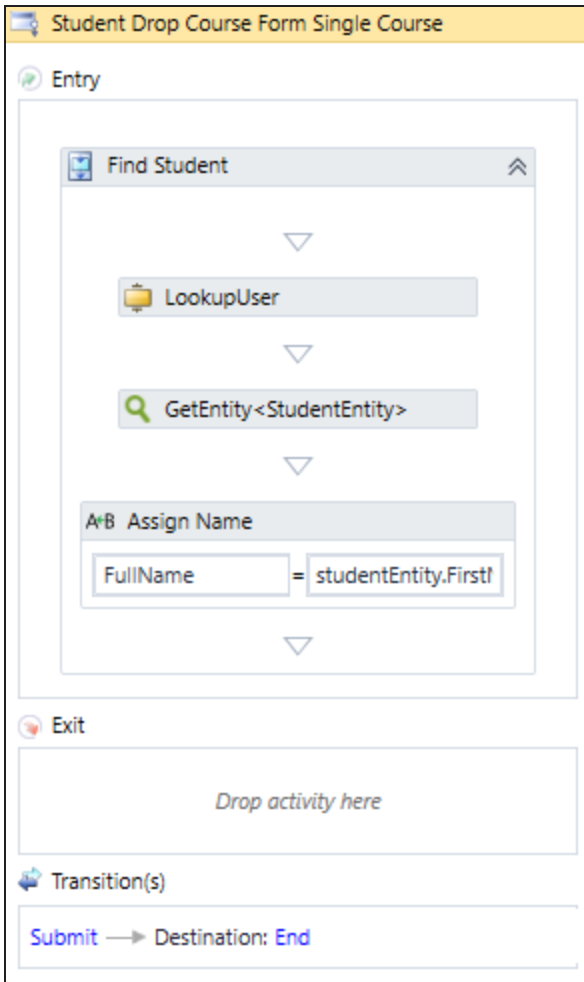 Student Drop Course Form Single Course
Entry
Find Student
LookupUser
GetEntity<StudentEntity>
A+B Assign Name
FullName = studentEntity.First
Exit
Drop activity here
Transition(s)
Submit Destination: End